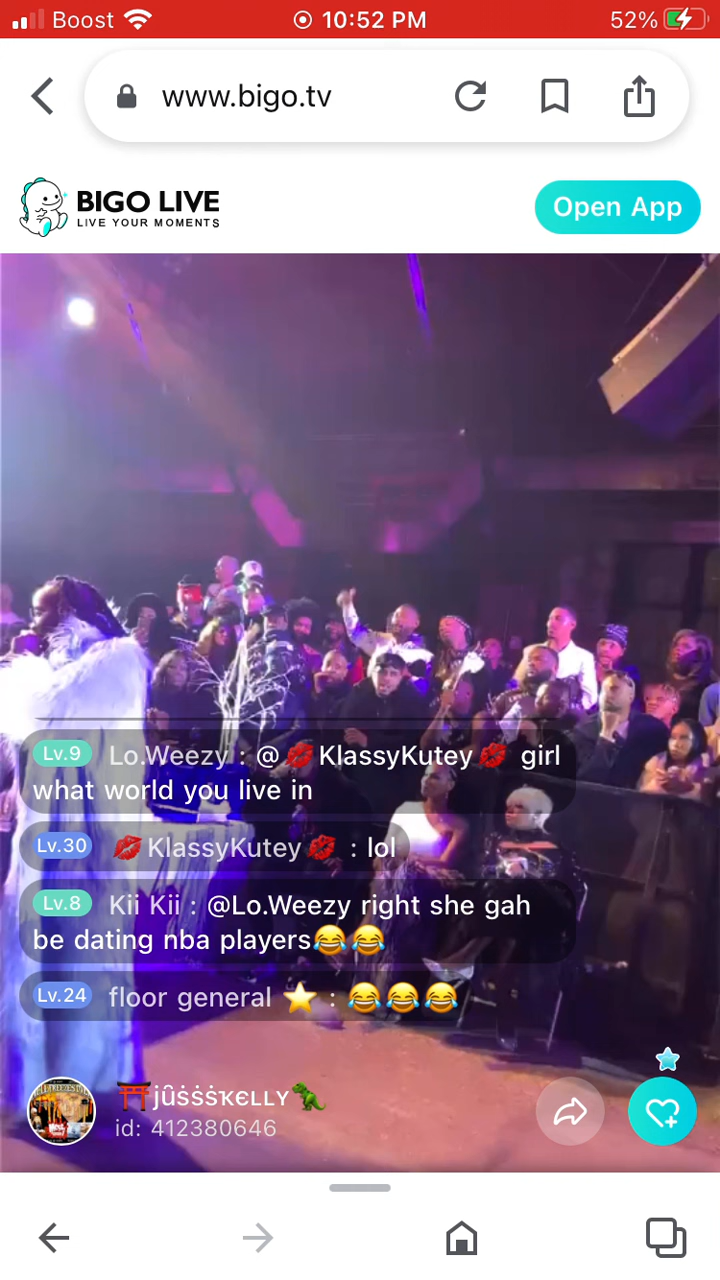 Boost 10:52 PM 52%
www.bigo.tv
BIGO LIVE
LIVE YOUR MOMENTS
Open App
Lv.9 Lo.Weezy : @💋KlassyKutey💋 girl
what world you live in
Lv.30 💋KlassyKutey💋 : lol
Lv.8 Kii Kii : @Lo.Weezy right she gah
be dating nba players😂😂
Lv.24 floor general ⭐ : 😂😂😂
⛩️jȗṡṡṡҡєʟʟʏ🦖
id: 412380646